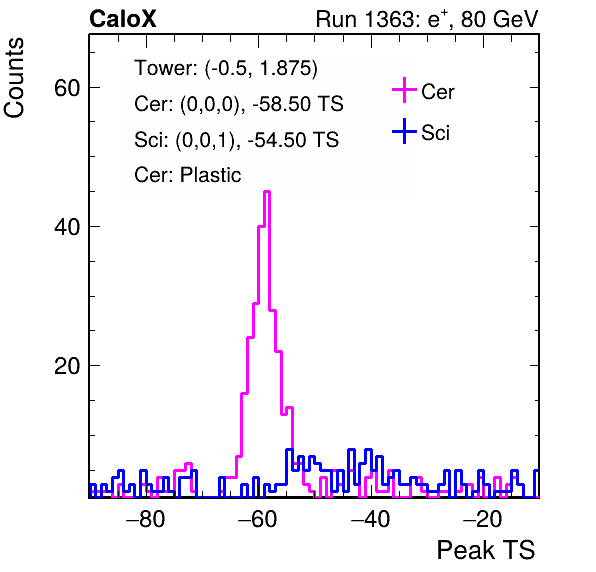 CaloX Run 1363: e⁺, 80 GeV
Counts
Tower: (-0.5, 1.875)
Cer: (0,0,0), -58.50 TS
Sci: (0,0,1), -54.50 TS
Cer: Plastic
Cer
Sci
60
40
20
−80 −60 −40 −20
Peak TS